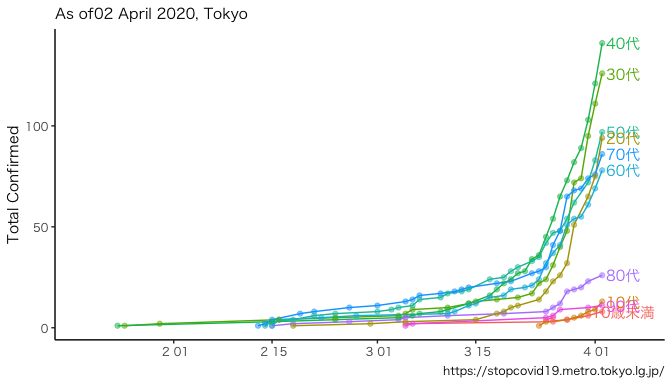 As of02 April 2020, Tokyo
Total Confirmed
100
50
0
40代
30代
50代
20代
70代
60代
80代
10代
10歳未満
2 01
2 15
3 01
3 15
4 01
https://stopcovid19.metro.tokyo.lg.jp/